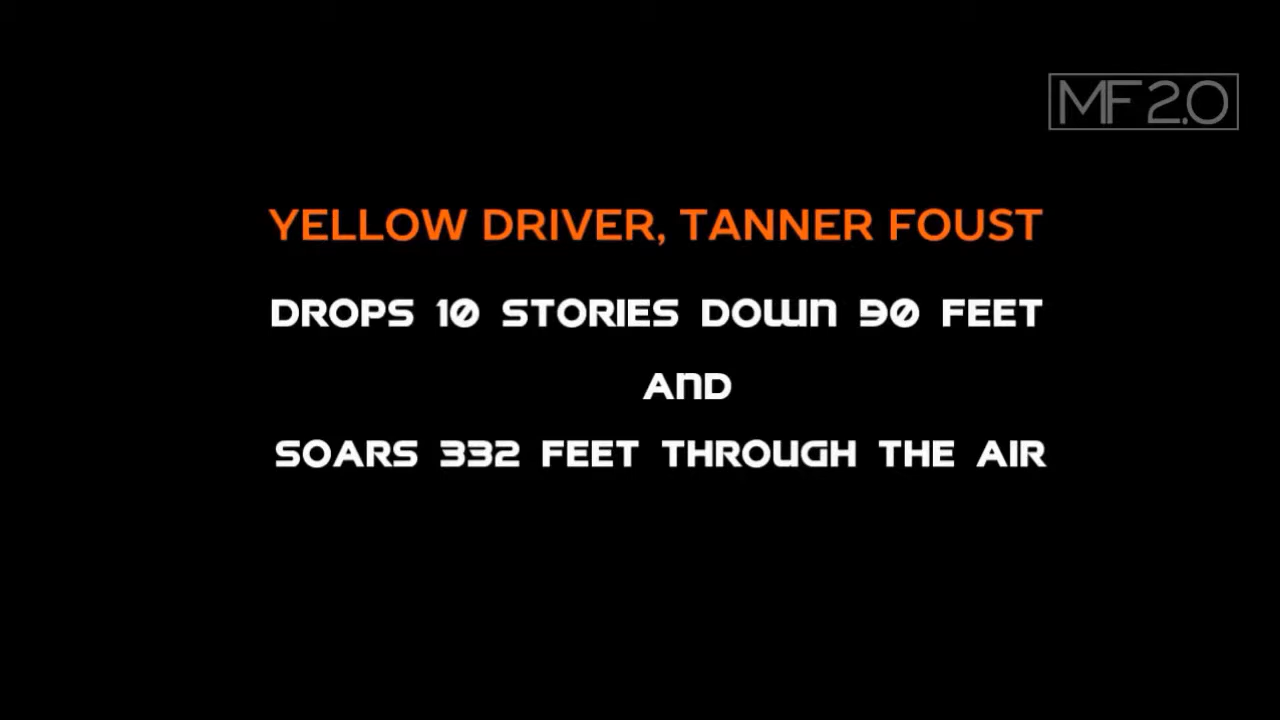 MF 2.0
YELLOW DRIVER, TANNER FOUST
DROPS 10 STORIES DOWN 90 FEET
AND
SOARS 332 FEET THROUGH THE AIR